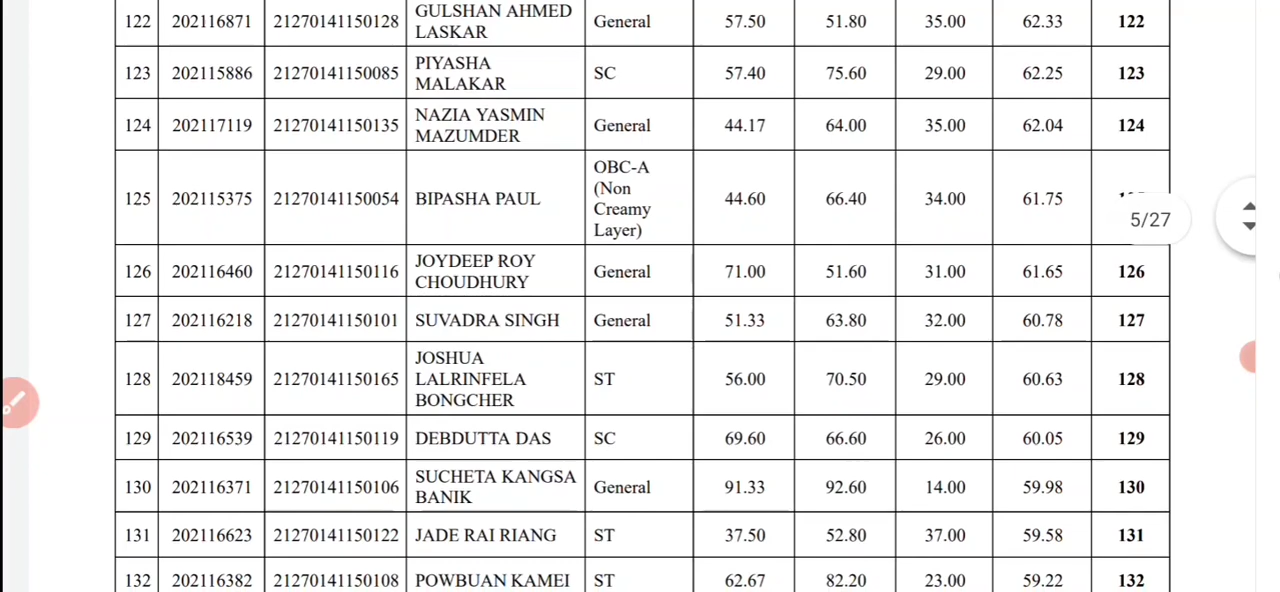 122 202116871 21270141150128 GULSHAN AHMED LASKAR General 57.50 51.80 35.00 62.33 122
123 202115886 21270141150085 PIYASHA MALAKAR SC 57.40 75.60 29.00 62.25 123
124 202117119 21270141150135 NAZIA YASMIN MAZUMDER General 44.17 64.00 35.00 62.04 124
125 202115375 21270141150054 BIPASHA PAUL OBC-A (Non Creamy Layer) 44.60 66.40 34.00 61.75
5/27
126 202116460 21270141150116 JOYDEEP ROY CHOUDHURY General 71.00 51.60 31.00 61.65 126
127 202116218 21270141150101 SUVADRA SINGH General 51.33 63.80 32.00 60.78 127
128 202118459 21270141150165 JOSHUA LALRINFELA BONGCHER ST 56.00 70.50 29.00 60.63 128
129 202116539 21270141150119 DEBDUTTA DAS SC 69.60 66.60 26.00 60.05 129
130 202116371 21270141150106 SUCHETA KANGSA BANIK General 91.33 92.60 14.00 59.98 130
131 202116623 21270141150122 JADE RAI RIANG ST 37.50 52.80 37.00 59.58 131
132 202116382 21270141150108 POWBUAN KAMEI ST 62.67 82.20 23.00 59.22 132